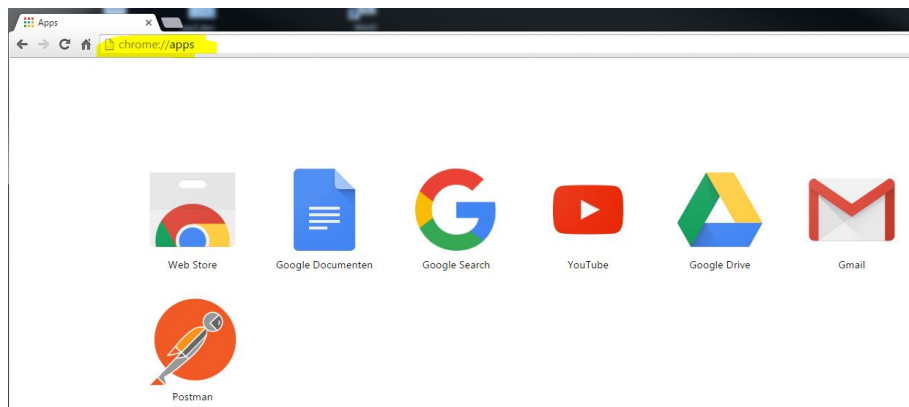 Apps
chrome://apps
Web Store
Google Documenten
Google Search
YouTube
Google Drive
Gmail
Postman